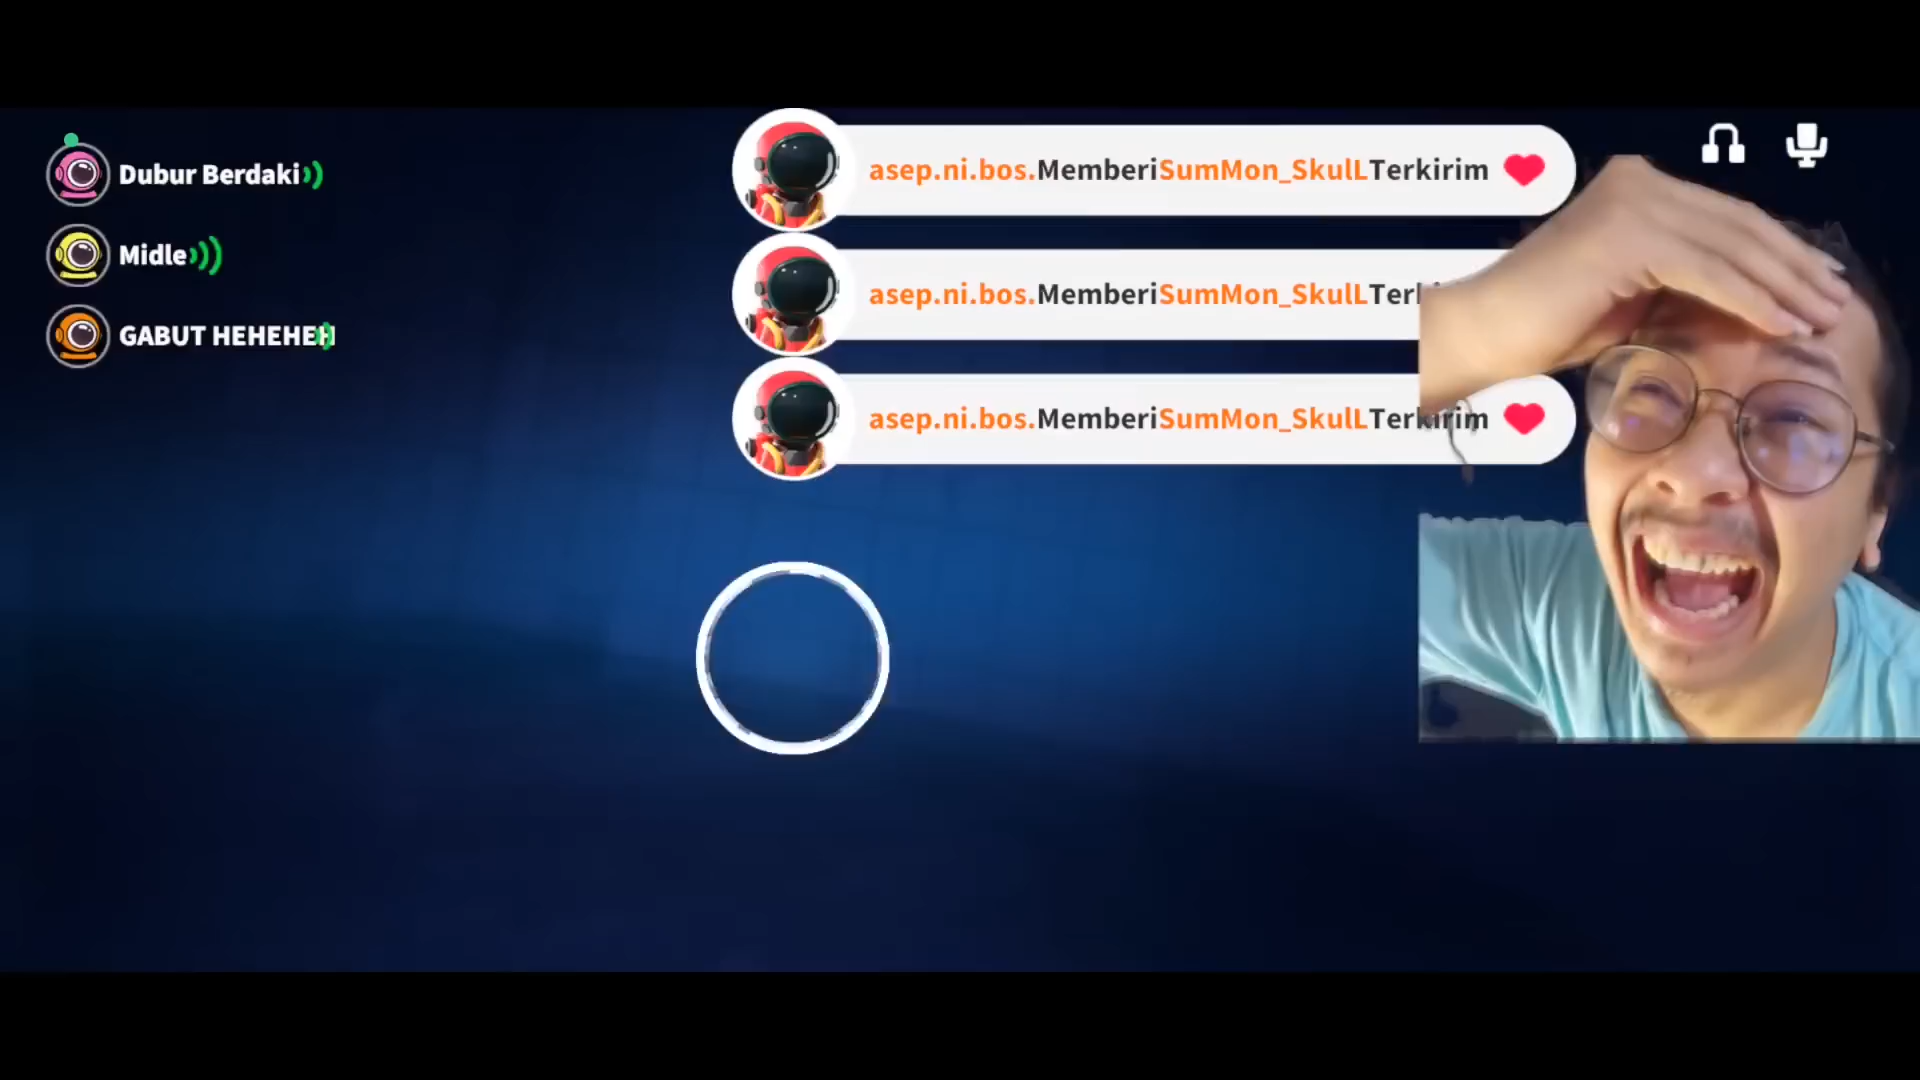 Dubur Berdaki
Midle
GABUT HEHEHEH
asep.ni.bos.MemberiSumMon_SkulLTerkirim
asep.ni.bos.MemberiSumMon_SkulL
asep.ni.bos.MemberiSumMon_SkulLTerkirim